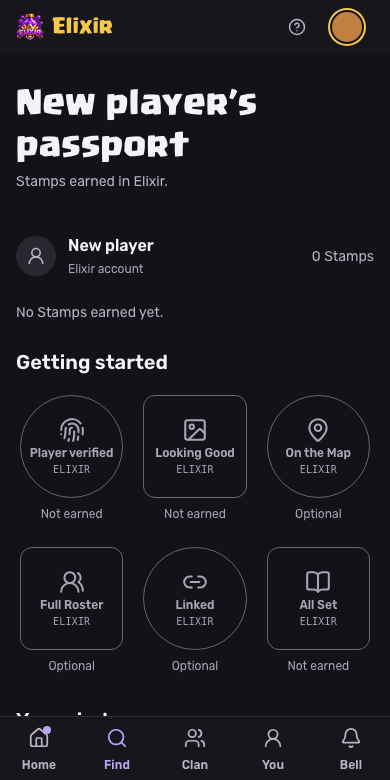 Elixir
New player's
passport
Stamps earned in Elixir.
New player
Elixir account
0 Stamps
No Stamps earned yet.
Getting started
Player verified
ELIXIR
Not earned
Looking Good
ELIXIR
Not earned
On the Map
ELIXIR
Optional
Full Roster
ELIXIR
Optional
Linked
ELIXIR
Optional
All Set
ELIXIR
Not earned
Home
Find
Clan
You
Bell